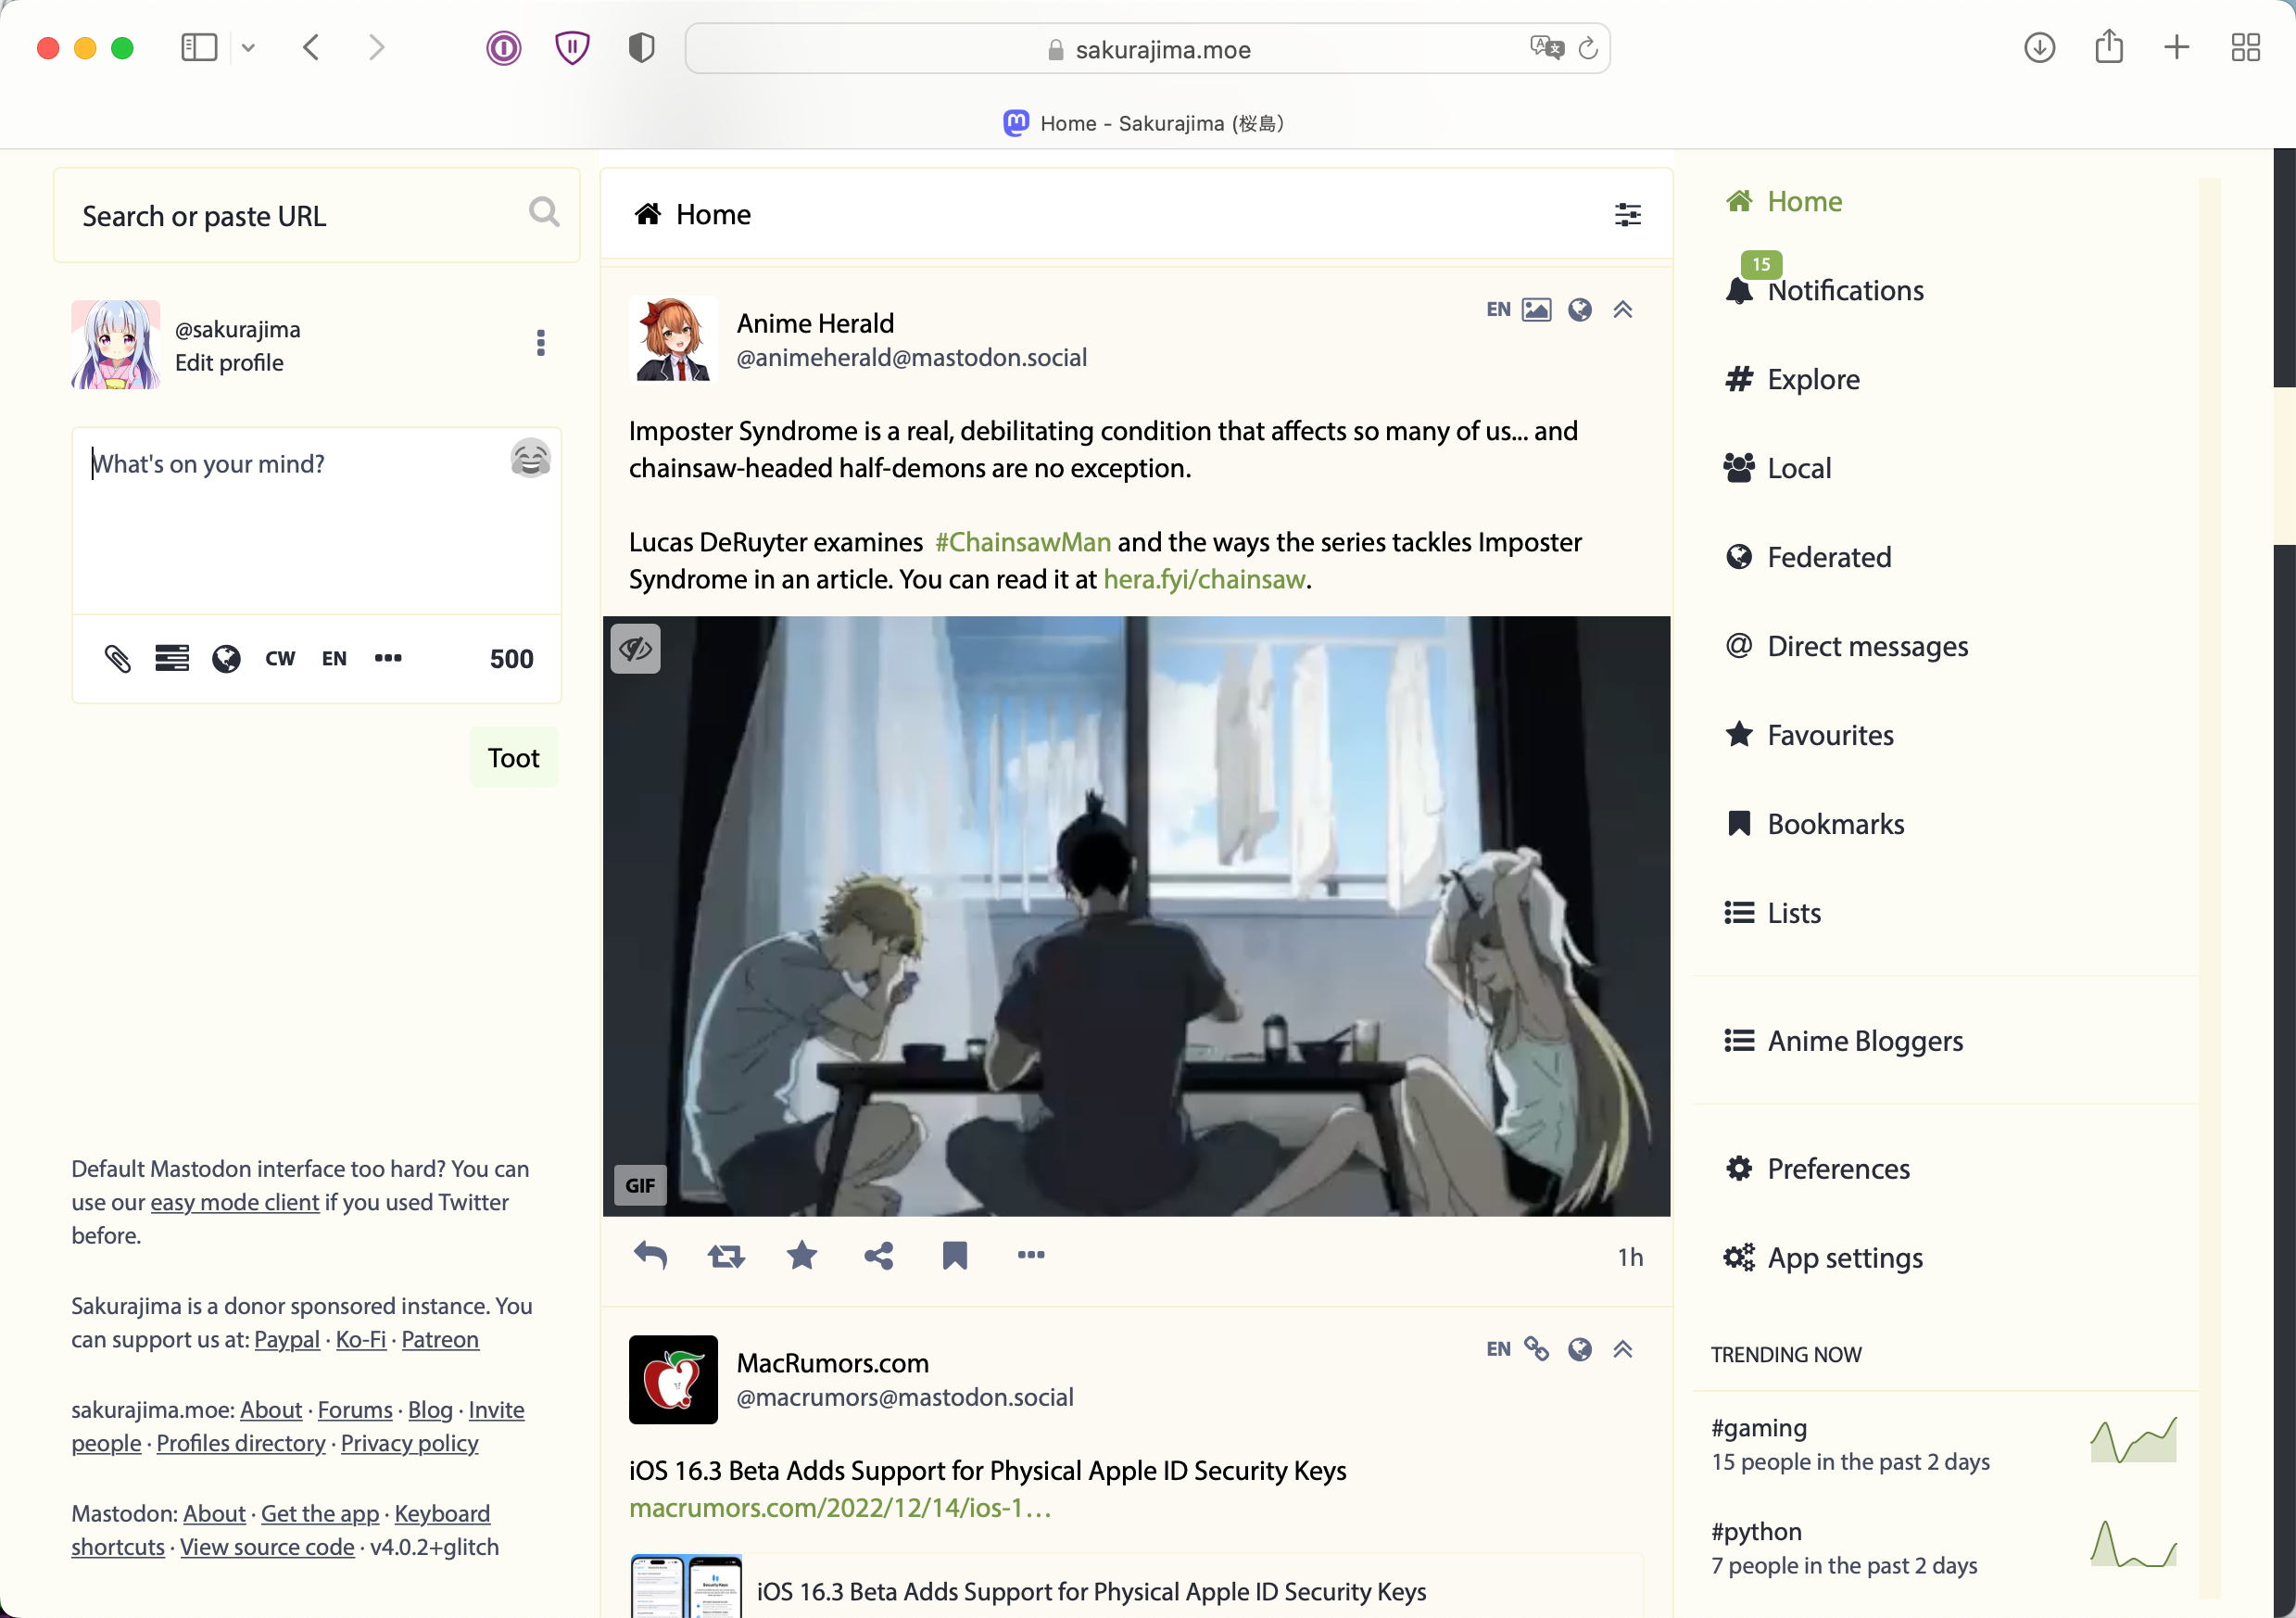 sakurajima.moe
Home - Sakurajima (桜島)
Search or paste URL
@sakurajima
Edit profile
What's on your mind?
CW EN 500
Toot
Default Mastodon interface too hard? You can
use our easy mode client if you used Twitter
before.
Sakurajima is a donor sponsored instance. You
can support us at: Paypal · Ko-Fi · Patreon
sakurajima.moe: About · Forums · Blog · Invite
people · Profiles directory · Privacy policy
Mastodon: About · Get the app · Keyboard
shortcuts · View source code · v4.0.2+glitch
Home
Anime Herald
@animeherald@mastodon.social
EN
Imposter Syndrome is a real, debilitating condition that affects so many of us... and
chainsaw-headed half-demons are no exception.
Lucas DeRuyter examines #ChainsawMan and the ways the series tackles Imposter
Syndrome in an article. You can read it at hera.fyi/chainsaw.
GIF
1h
MacRumors.com
@macrumors@mastodon.social
EN
iOS 16.3 Beta Adds Support for Physical Apple ID Security Keys
macrumors.com/2022/12/14/ios-1…
iOS 16.3 Beta Adds Support for Physical Apple ID Security Keys
Home
15
Notifications
Explore
Local
Federated
Direct messages
Favourites
Bookmarks
Lists
Anime Bloggers
Preferences
App settings
TRENDING NOW
#gaming
15 people in the past 2 days
#python
7 people in the past 2 days